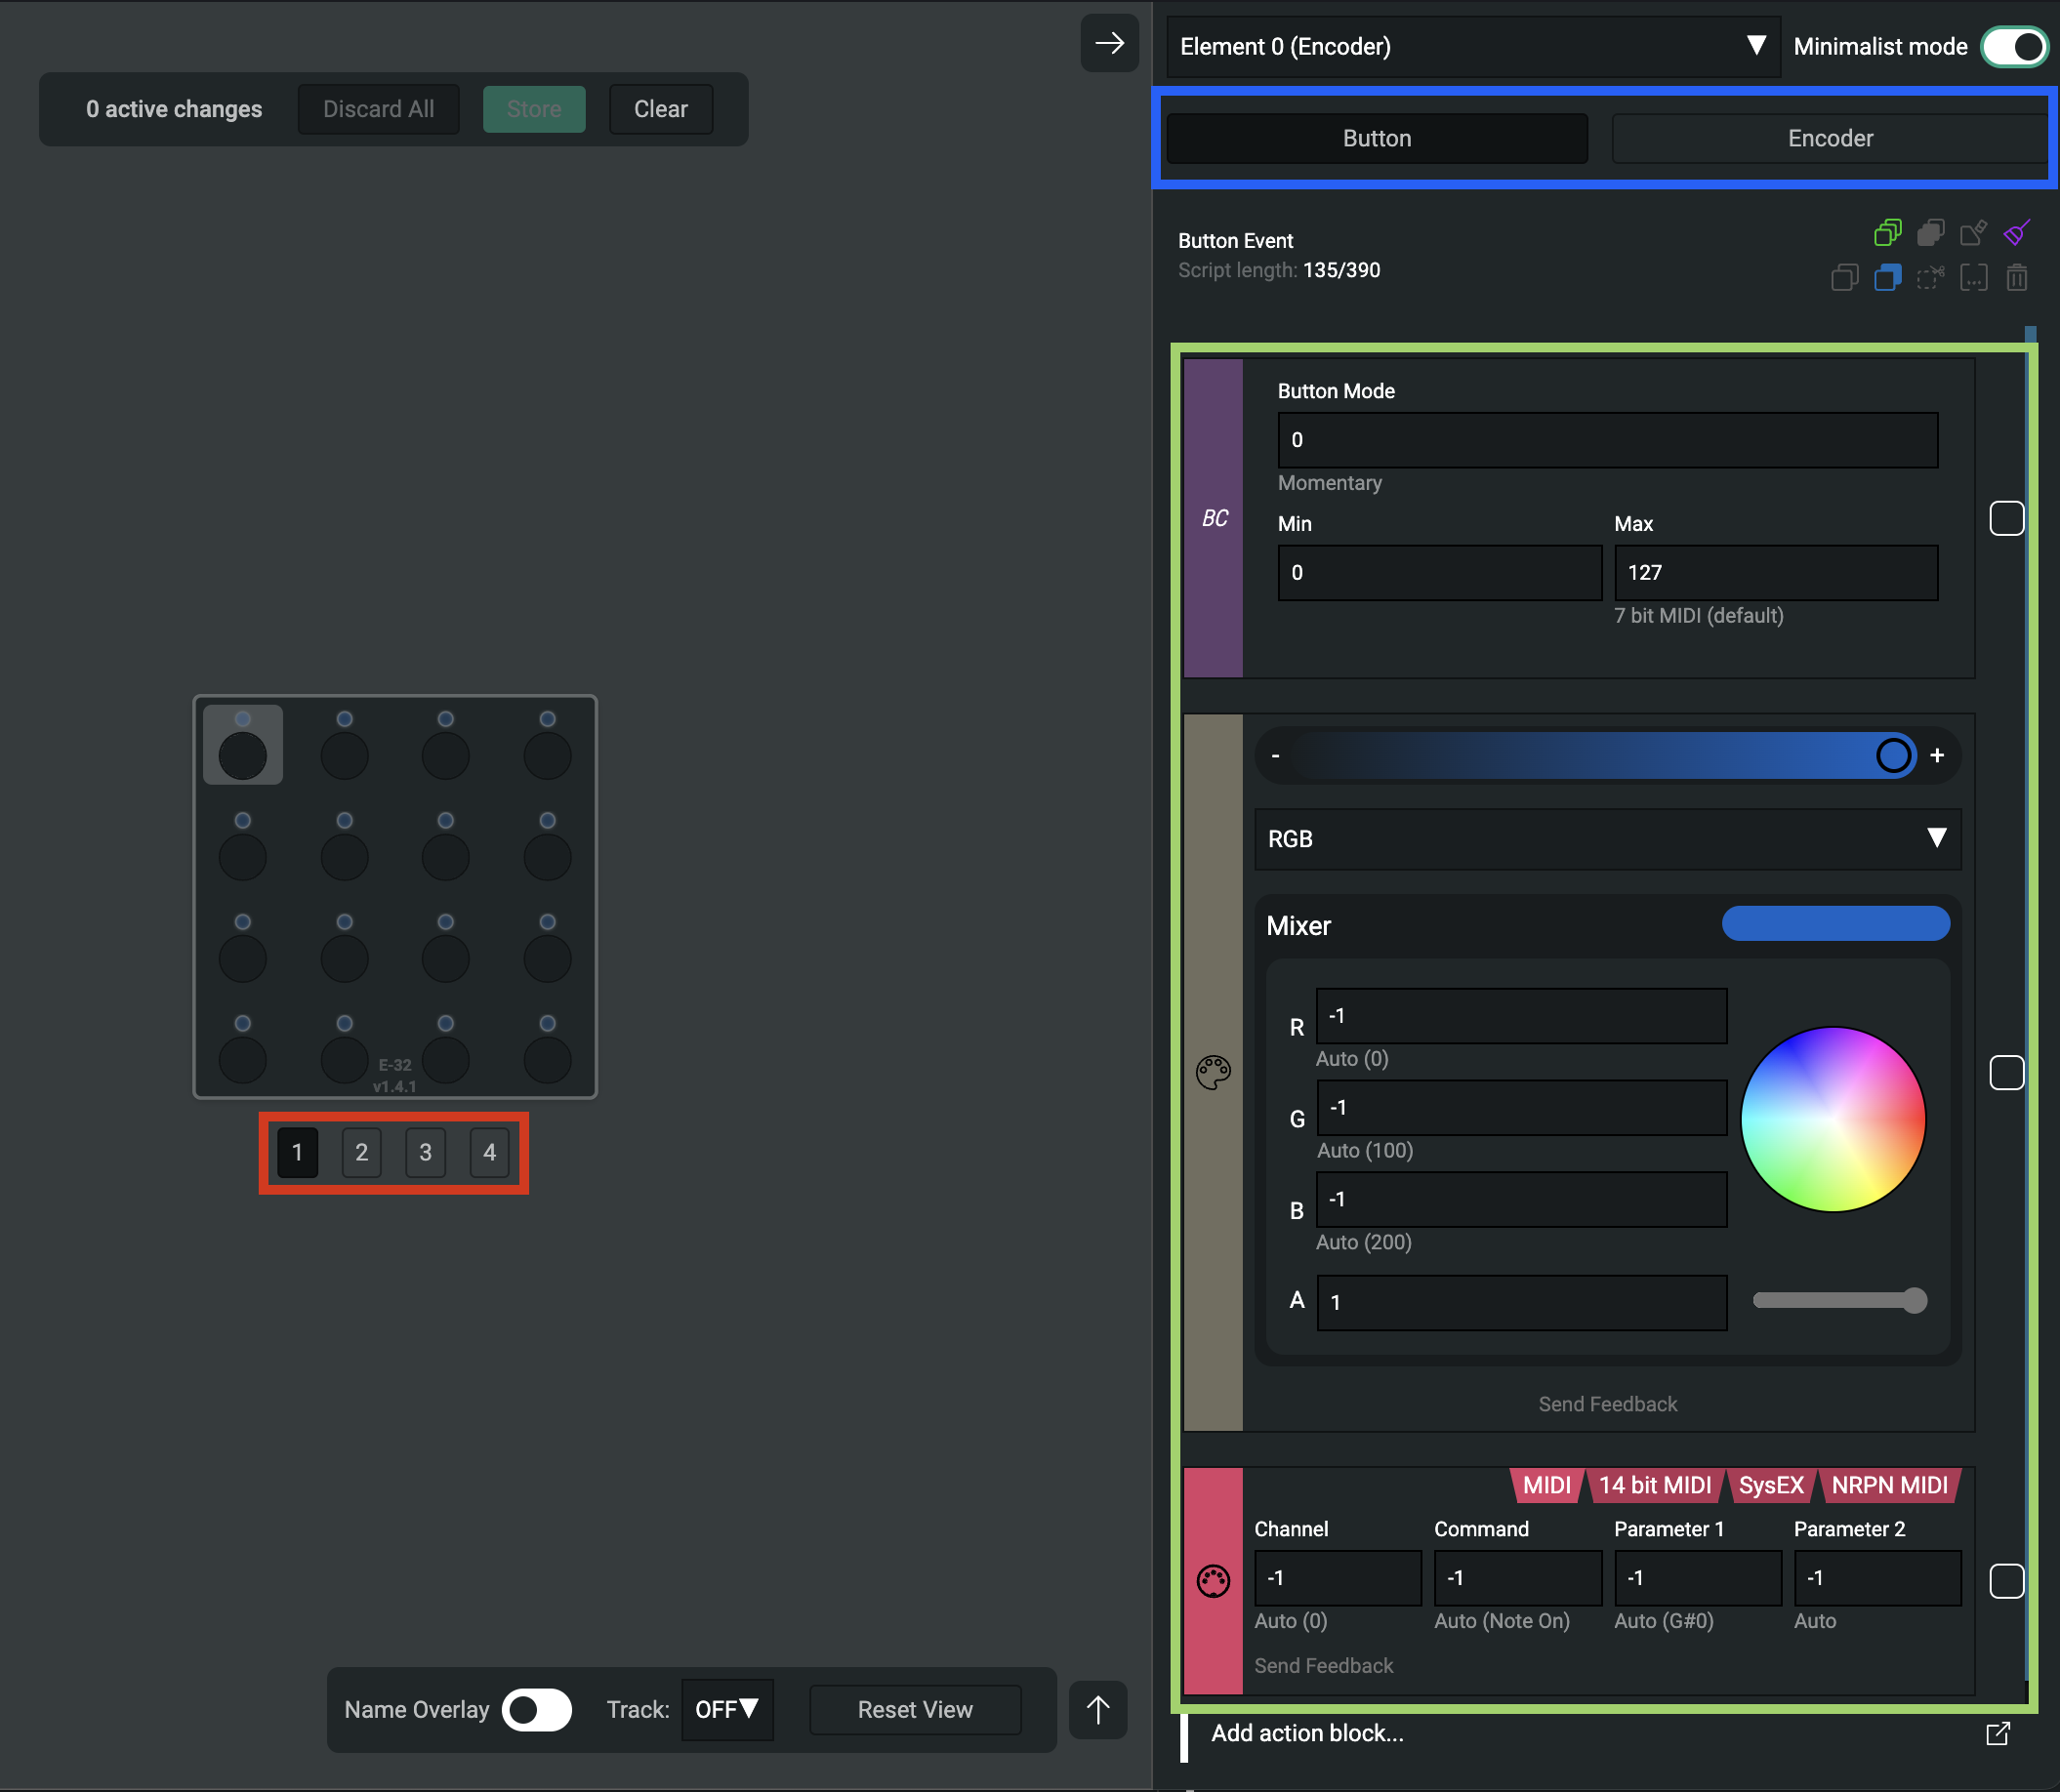 Element 0 (Encoder)
Minimalist mode
0 active changes
Discard All
Store
Clear
Button
Encoder
Button Event
Script length: 135/390
BC
Button Mode
0
Momentary
Min
Max
0
127
7 bit MIDI (default)
-
+
RGB
Mixer
R
-1
Auto (0)
G
-1
Auto (100)
B
-1
Auto (200)
A
1
Send Feedback
E-32
v1.4.1
1 2 3 4
MIDI 14 bit MIDI SysEX NRPN MIDI
Channel Command Parameter 1 Parameter 2
-1 -1 -1 -1
Auto (0) Auto (Note On) Auto (G#0) Auto
Send Feedback
Name Overlay
Track: OFF
Reset View
Add action block...